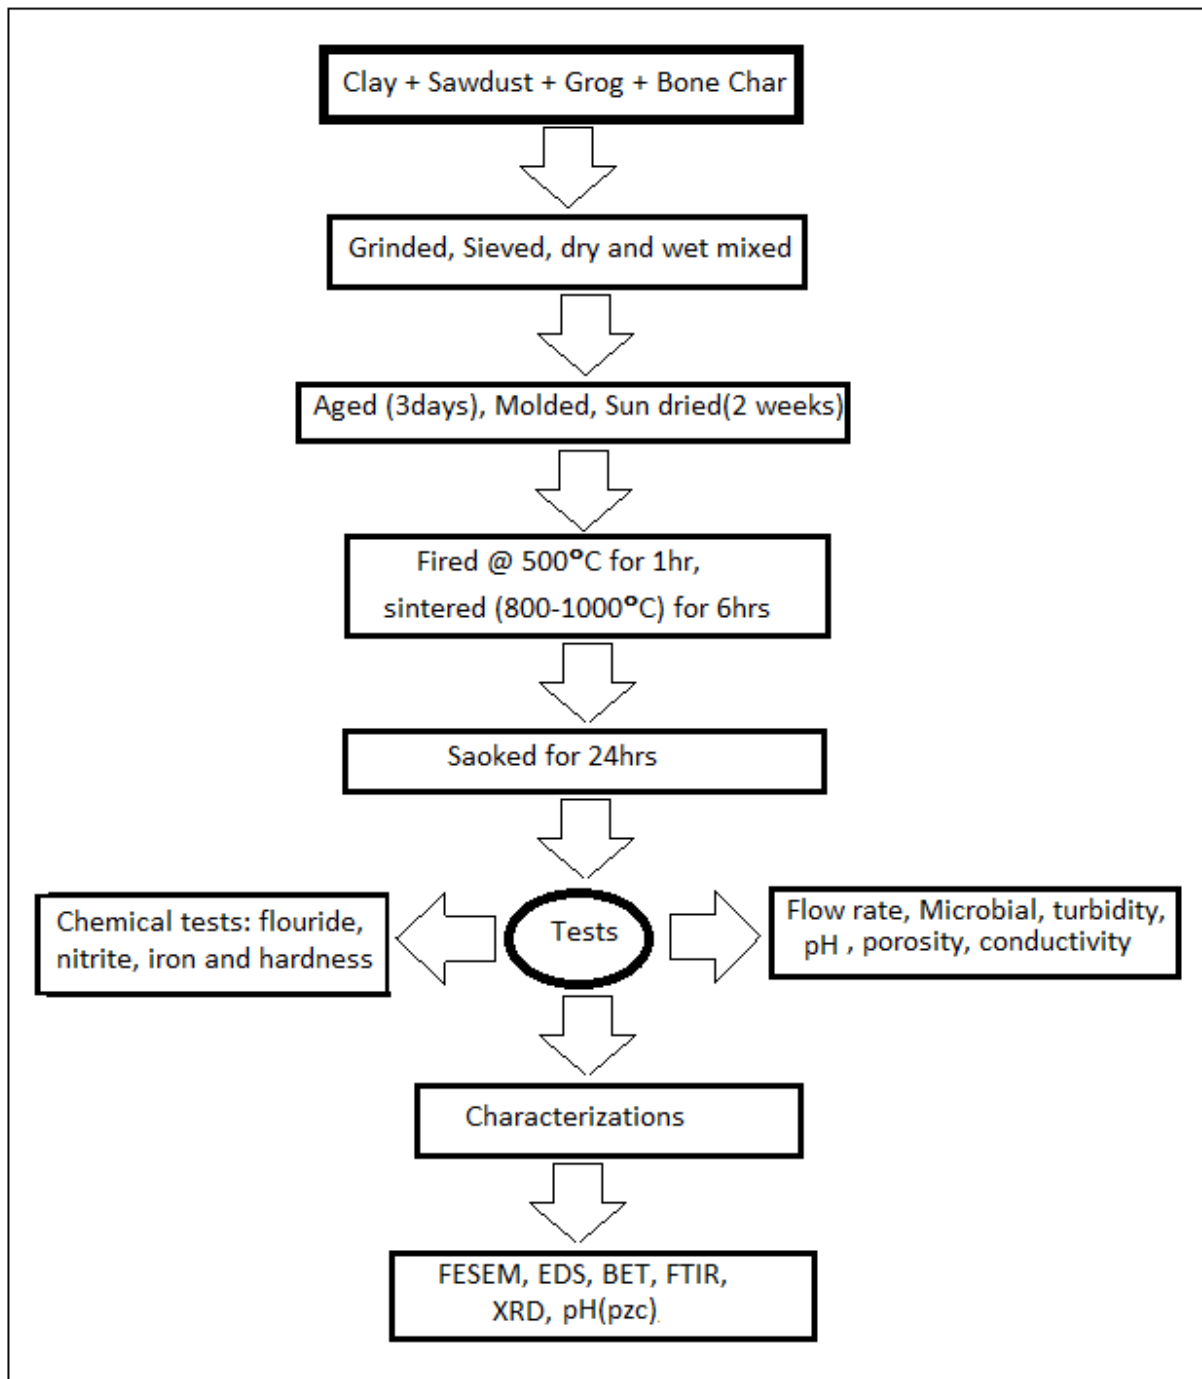 Clay + Sawdust + Grog + Bone Char
Grinded, Sieved, dry and wet mixed
Aged (3days), Molded, Sun dried(2 weeks)
Fired @ 500°C for 1hr,
sintered (800-1000°C) for 6hrs
Saoked for 24hrs
Chemical tests: flouride,
nitrite, iron and hardness
Tests
Flow rate, Microbial, turbidity,
pH , porosity, conductivity
Characterizations
FESEM, EDS, BET, FTIR,
XRD, pH(pzc)